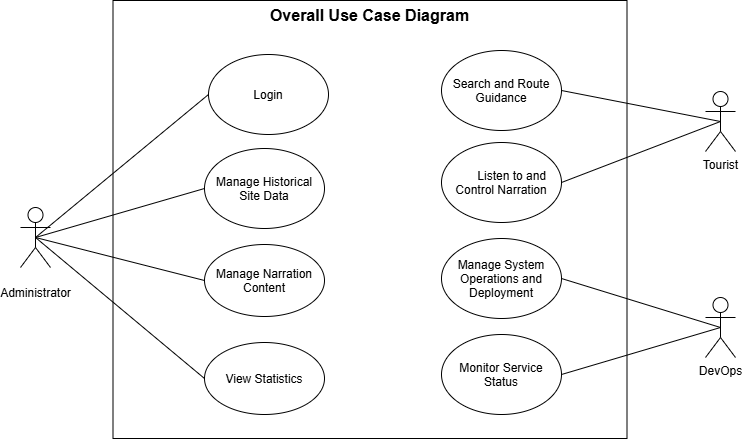 Overall Use Case Diagram
Login
Search and Route
Guidance
Tourist
Manage Historical
Site Data
Listen to and
Control Narration
Administrator
Manage Narration
Content
Manage System
Operations and
Deployment
View Statistics
Monitor Service
Status
DevOps